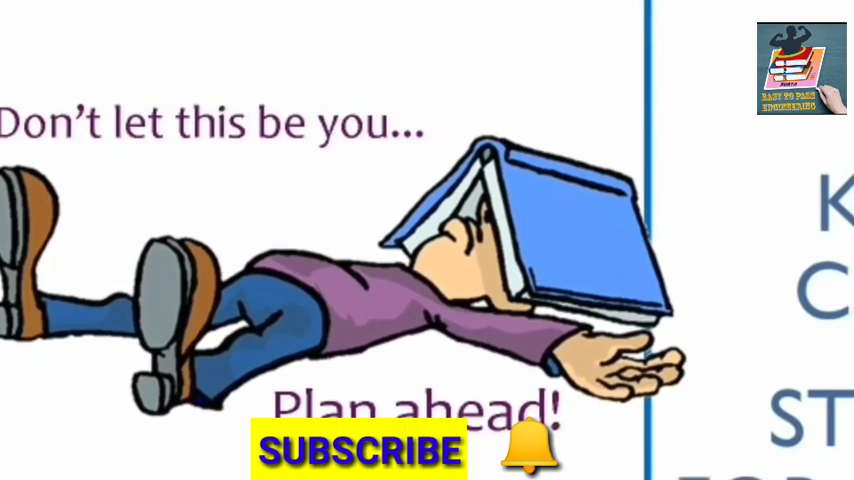 Don't let this be you...
Plan ahead!
SUBSCRIBE
EASY TO PASS
ENGINEERING
K
C
ST